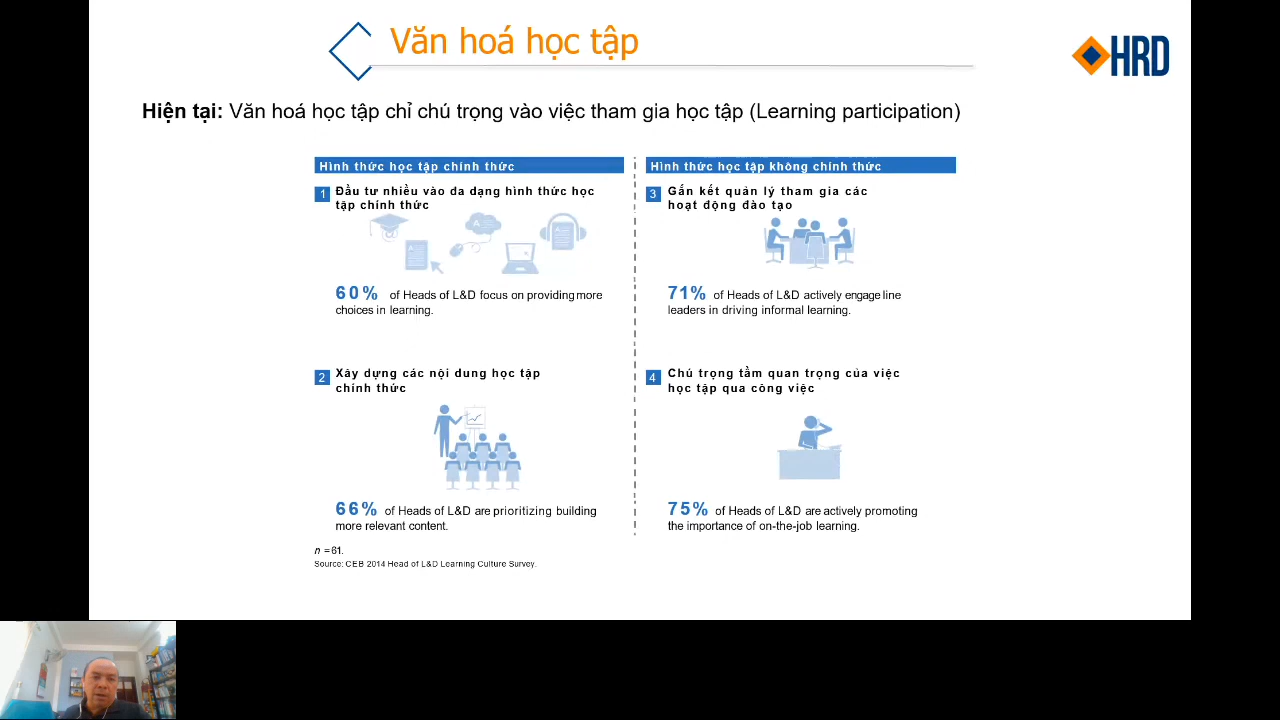 Văn hoá học tập
HRD
Hiện tại: Văn hoá học tập chỉ chú trọng vào việc tham gia học tập (Learning participation)
Hình thức học tập chính thức
1 Đầu tư nhiều vào đa dạng hình thức học
tập chính thức
60% of Heads of L&D focus on providing more
choices in learning.
2 Xây dựng các nội dung học tập
chính thức
66% of Heads of L&D are prioritizing building
more relevant content.
Hình thức học tập không chính thức
3 Gắn kết quản lý tham gia các
hoạt động đào tạo
71% of Heads of L&D actively engage line
leaders in driving informal learning.
4 Chú trọng tầm quan trọng của việc
học tập qua công việc
75% of Heads of L&D are actively promoting
the importance of on-the-job learning.
n = 61.
Source: CEB 2014 Head of L&D Learning Culture Survey.